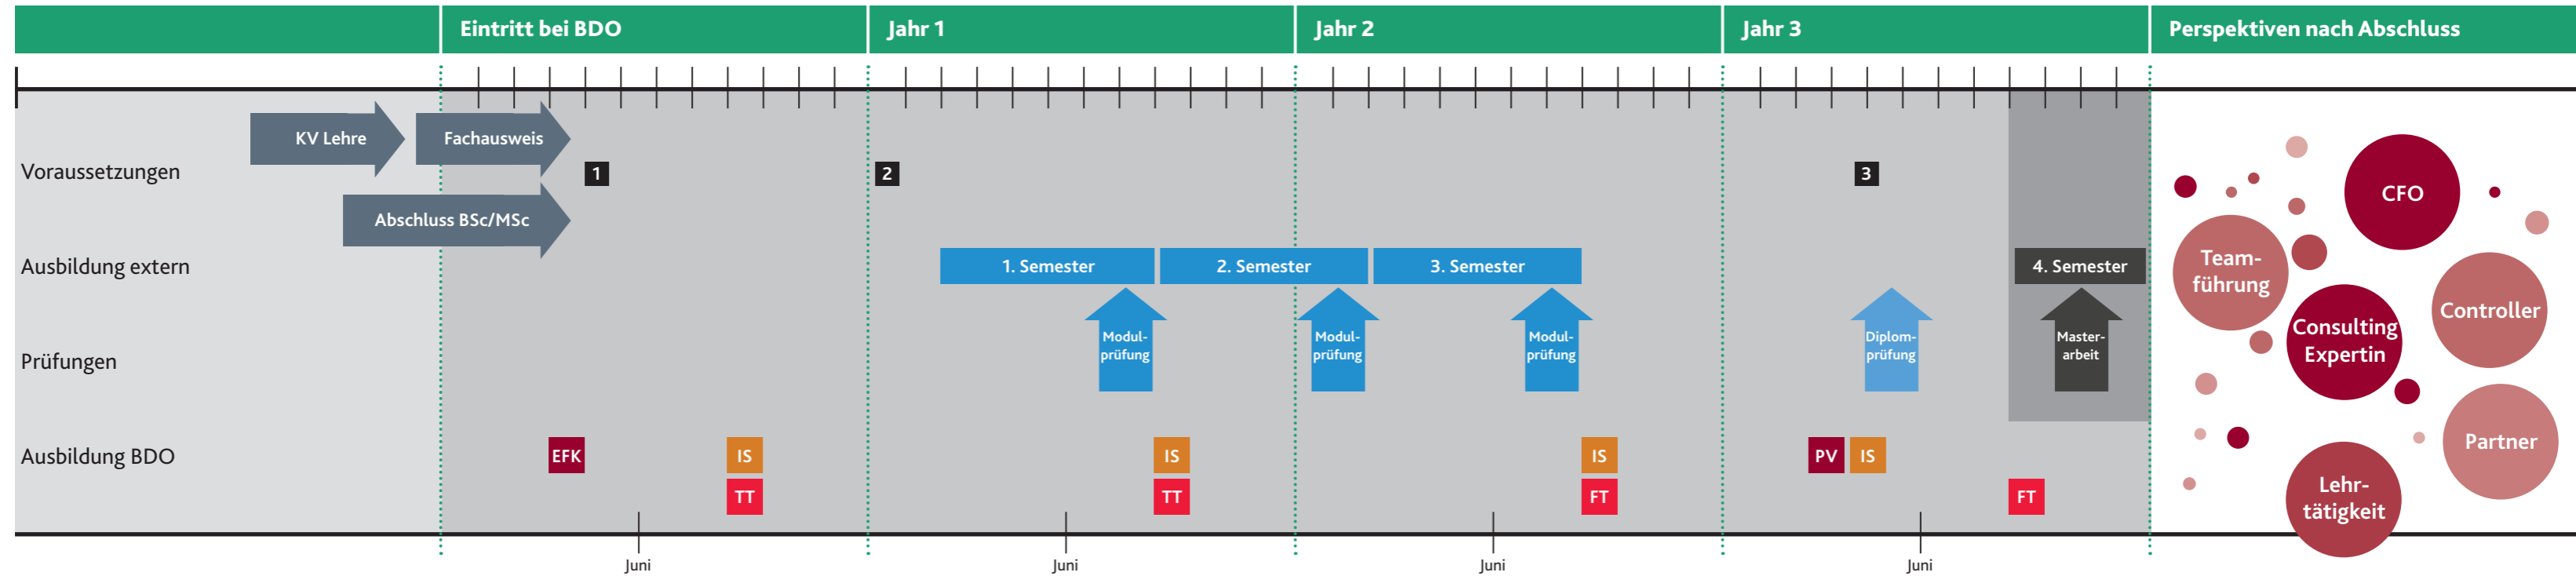 Eintritt bei BDO
Jahr 1
Jahr 2
Jahr 3
Perspektiven nach Abschluss
KV Lehre
Fachausweis
Voraussetzungen
1
2
3
Abschluss BSc/MSc
Ausbildung extern
1. Semester
2. Semester
3. Semester
4. Semester
Prüfungen
Modul-
prüfung
Modul-
prüfung
Modul-
prüfung
Diplom-
prüfung
Master-
arbeit
Ausbildung BDO
EFK
IS
TT
IS
TT
IS
FT
PV
IS
FT
Juni
Juni
Juni
Juni
CFO
Team-
führung
Controller
Consulting
Expertin
Partner
Lehr-
tätigkeit